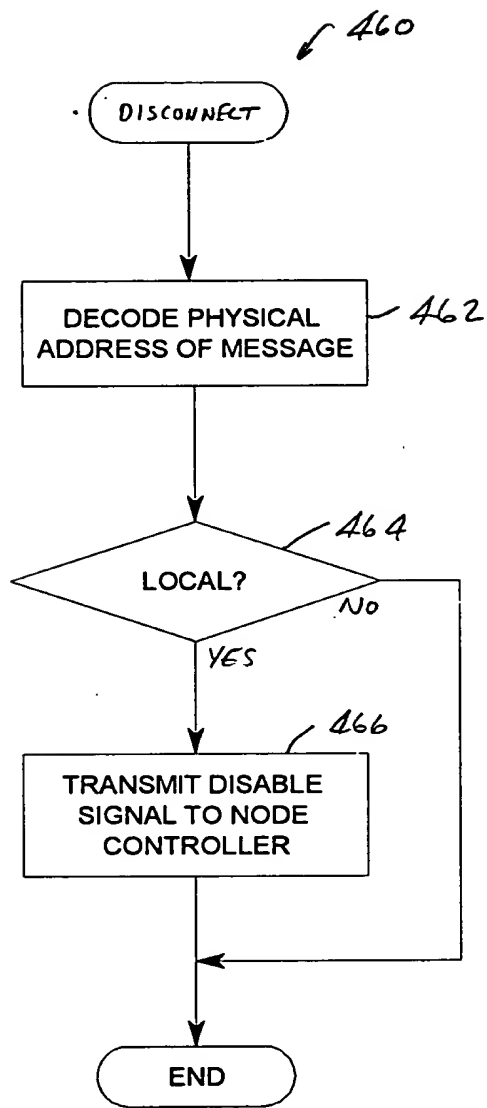 460
DISCONNECT
DECODE PHYSICAL
ADDRESS OF MESSAGE
462
464
LOCAL?
NO
YES
466
TRANSMIT DISABLE
SIGNAL TO NODE
CONTROLLER
END